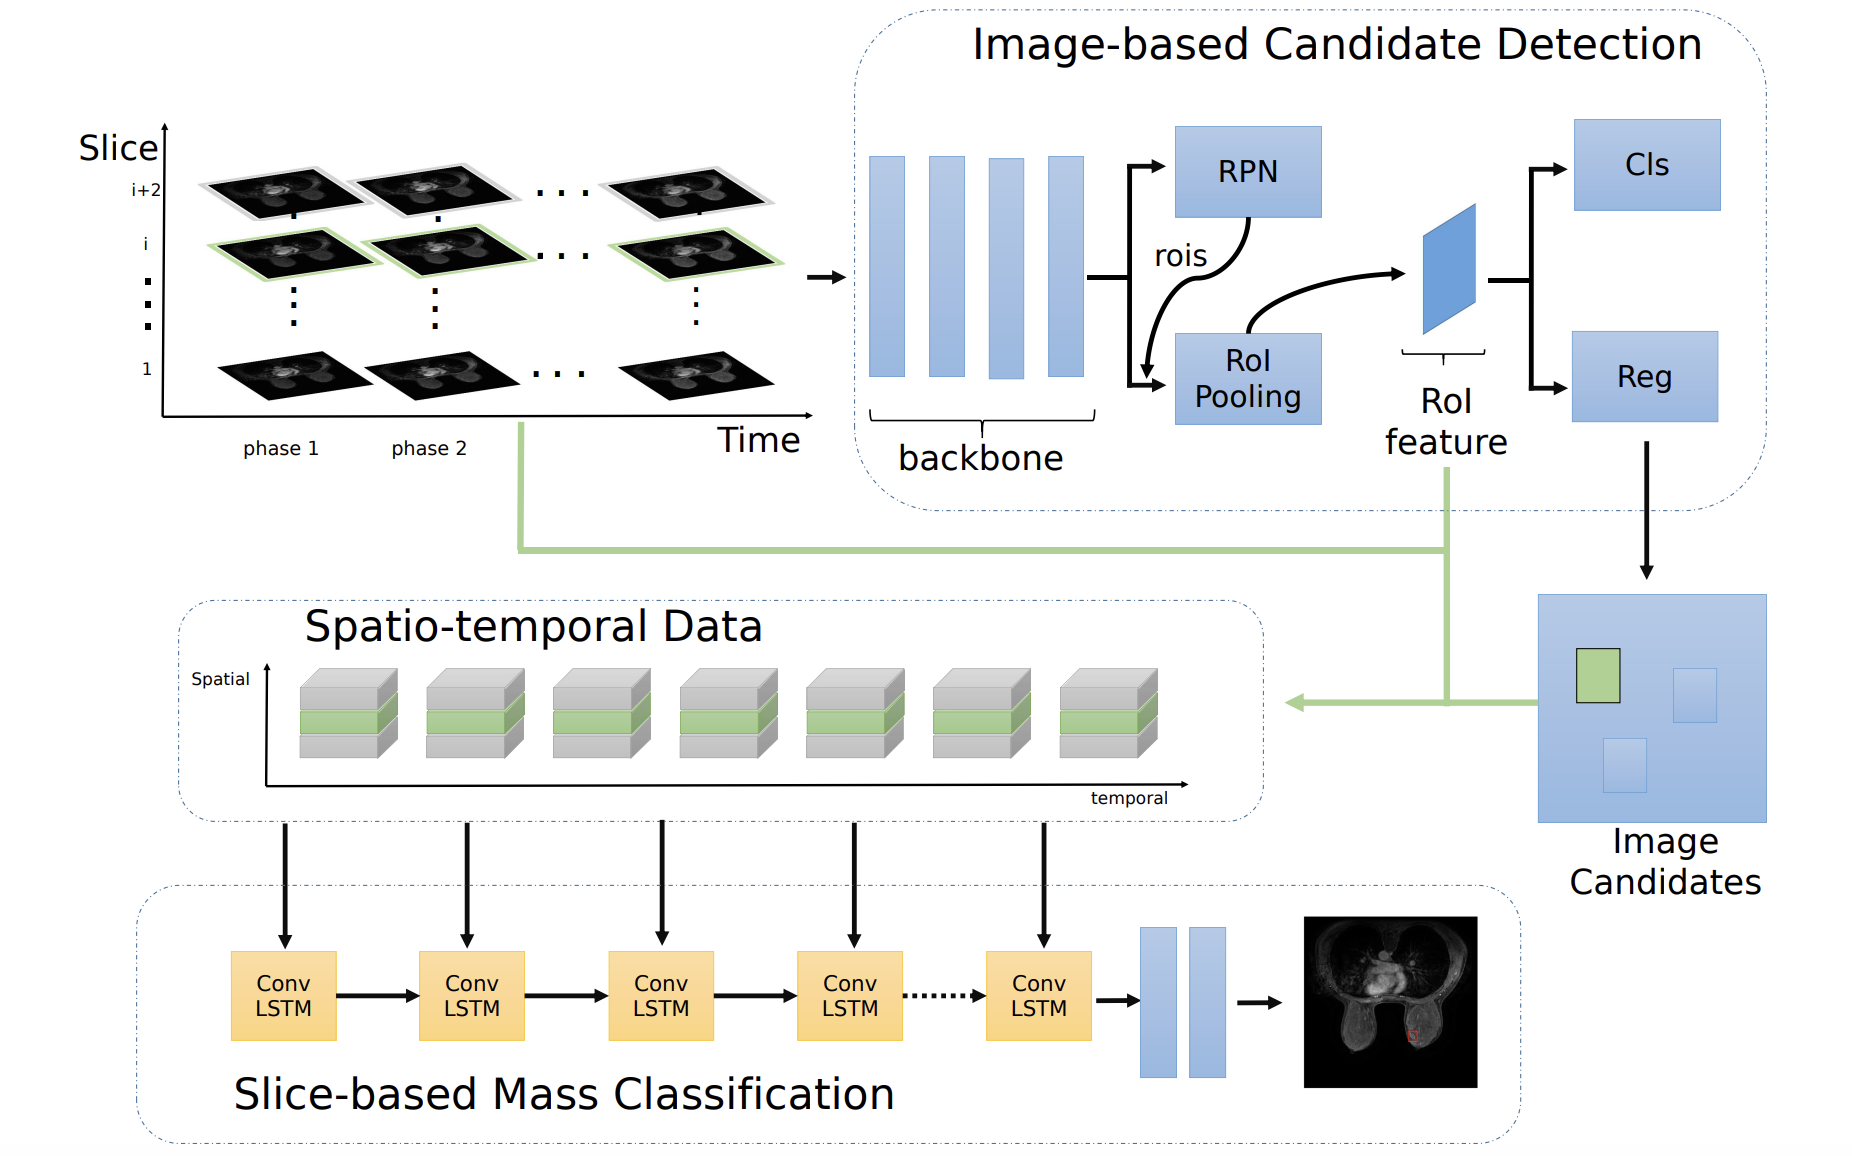 Image-based Candidate Detection
Slice
i+2
i
1
phase 1
phase 2
Time
backbone
RPN
rois
RoI
Pooling
RoI
feature
Cls
Reg
Image
Candidates
Spatio-temporal Data
Spatial
temporal
Conv
LSTM
Conv
LSTM
Conv
LSTM
Conv
LSTM
Conv
LSTM
Slice-based Mass Classification